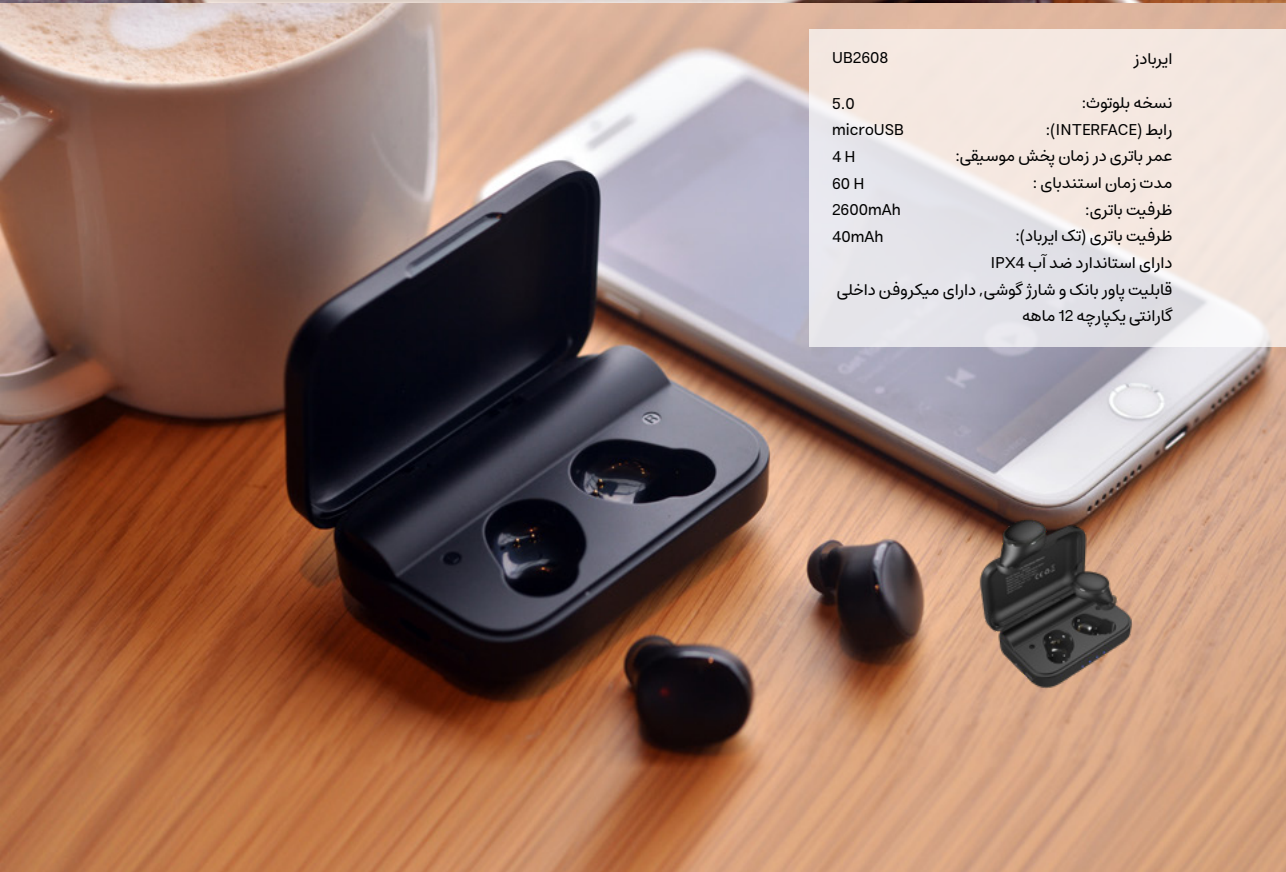 ایربادز UB2608
نسخه بلوتوث: 5.0
رابط (INTERFACE): microUSB
عمر باتری در زمان پخش موسیقی: 4 H
مدت زمان استندبای : 60 H
ظرفیت باتری: 2600mAh
ظرفیت باتری (تک ایرباد): 40mAh
دارای استاندارد ضد آب IPX4
قابلیت پاور بانک و شارژ گوشی, دارای میکروفن داخلی
گارانتی یکپارچه 12 ماهه
R